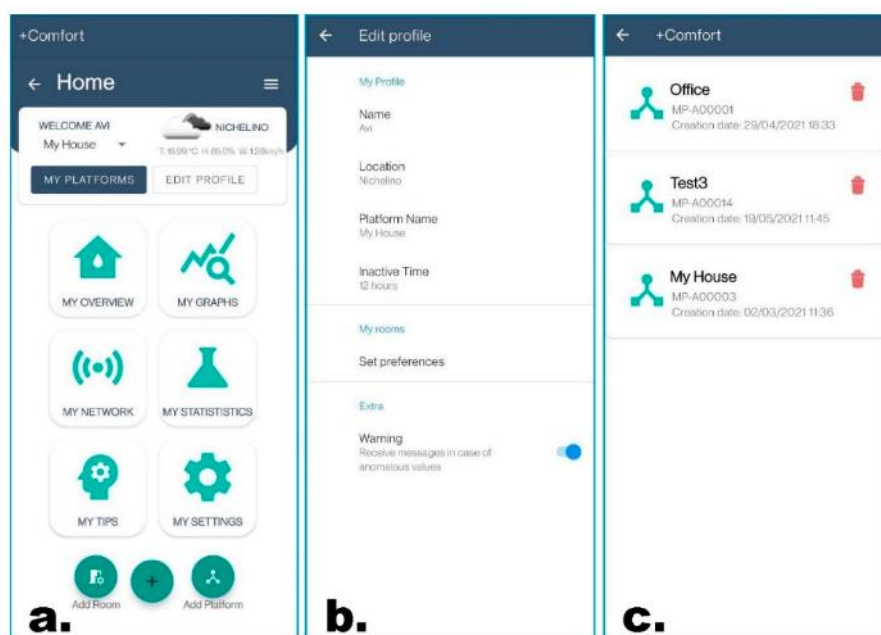 +Comfort
Home
WELCOME AVI
My House
NICHELINO
T: 16.99 °C H: 85.0% W: 1.28km/h
MY PLATFORMS
EDIT PROFILE
MY OVERVIEW
MY GRAPHS
MY NETWORK
MY STATISTISTICS
MY TIPS
MY SETTINGS
+
Add Room
Add Platform
a.
Edit profile
My Profile
Name
Avi
Location
Nichelino
Platform Name
My House
Inactive Time
12 hours
My rooms
Set preferences
Extra
Warning
Receive messages in case of
anomalous values
b.
+Comfort
Office
MP-A00001
Creation date: 29/04/2021 18:33
Test3
MP-A00014
Creation date: 19/05/2021 11:45
My House
MP-A00003
Creation date: 02/03/2021 11:36
c.